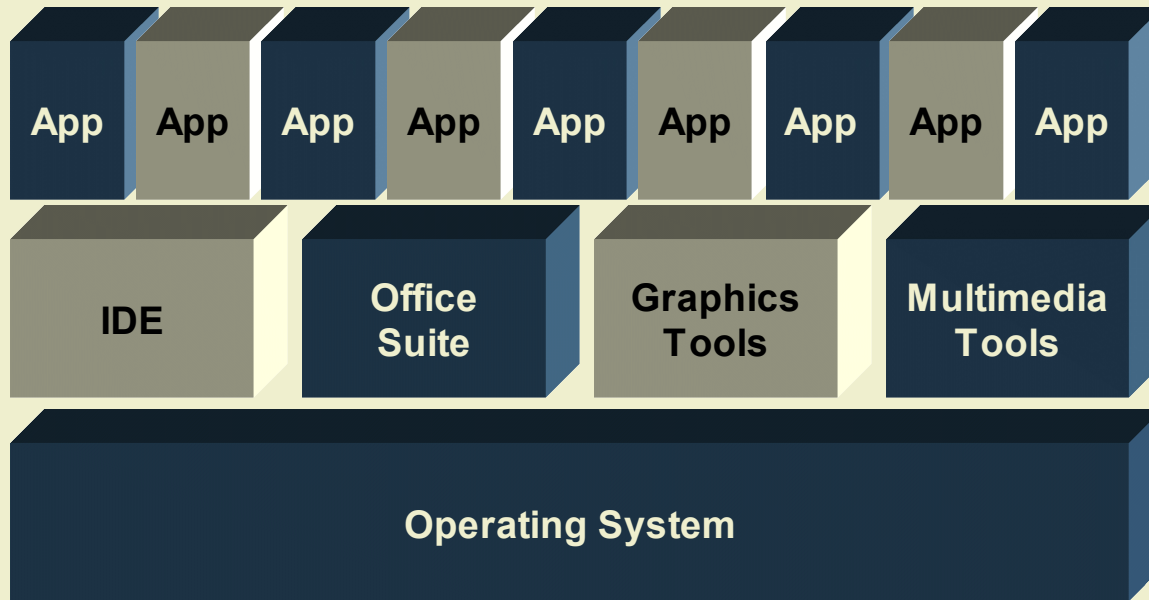 App App App App App App App App App
IDE
Office
Suite
Graphics
Tools
Multimedia
Tools
Operating System